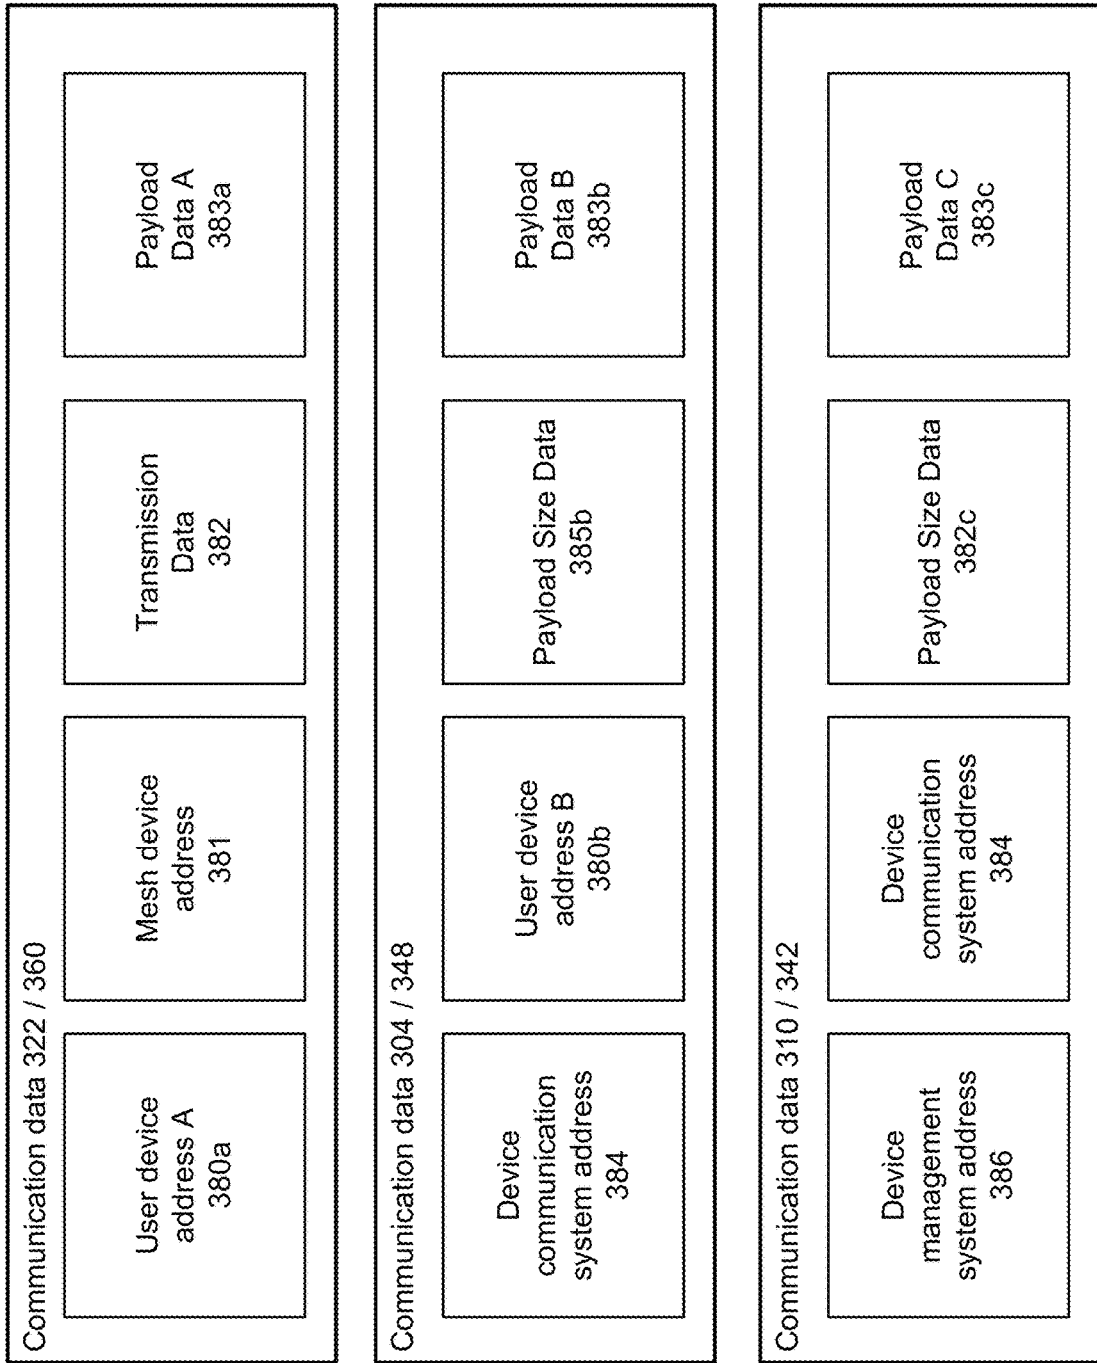 Communication data 322 / 360
User device
address A
380a
Mesh device
address
381
Transmission
Data
382
Payload
Data A
383a
Communication data 304 / 348
Device
communication
system address
384
User device
address B
380b
Payload Size Data
385b
Payload
Data B
383b
Communication data 310 / 342
Device
management
system address
386
Device
communication
system address
384
Payload Size Data
382c
Payload
Data C
383c